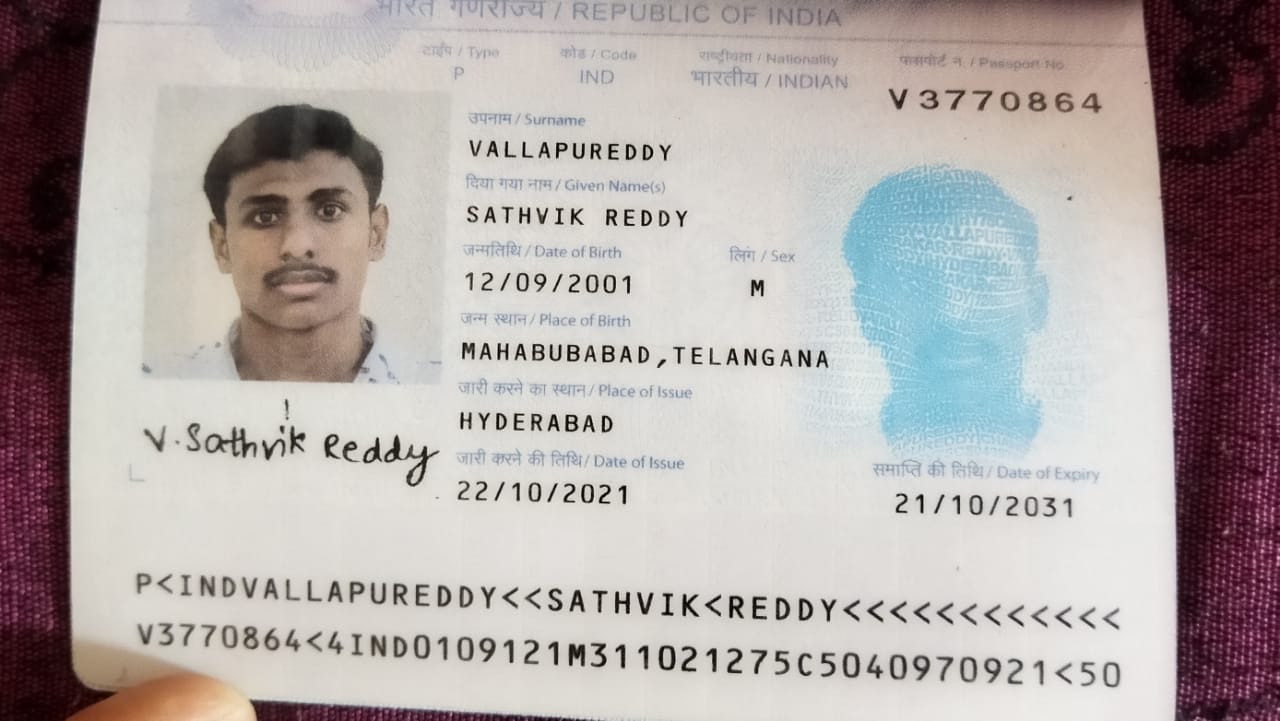 भारत गणराज्य / REPUBLIC OF INDIA
टाईप / Type कोड / Code राष्ट्रीयता / Nationality पासपोर्ट न. / Passport No.
P IND भारतीय / INDIAN V3770864
उपनाम / Surname
VALLAPUREDDY
दिया गया नाम / Given Name(s)
SATHVIK REDDY
जन्मतिथि / Date of Birth लिंग / Sex
12/09/2001 M
जन्म स्थान / Place of Birth
MAHABUBABAD,TELANGANA
जारी करने का स्थान / Place of Issue
HYDERABAD
V. Sathvik Reddy
जारी करने की तिथि / Date of Issue समाप्ति की तिथि / Date of Expiry
22/10/2021 21/10/2031
P<INDVALLAPUREDDY<<SATHVIK<REDDY<<<<<<<<<<<<
V3770864<4IND0109121M311021275C5040970921<50